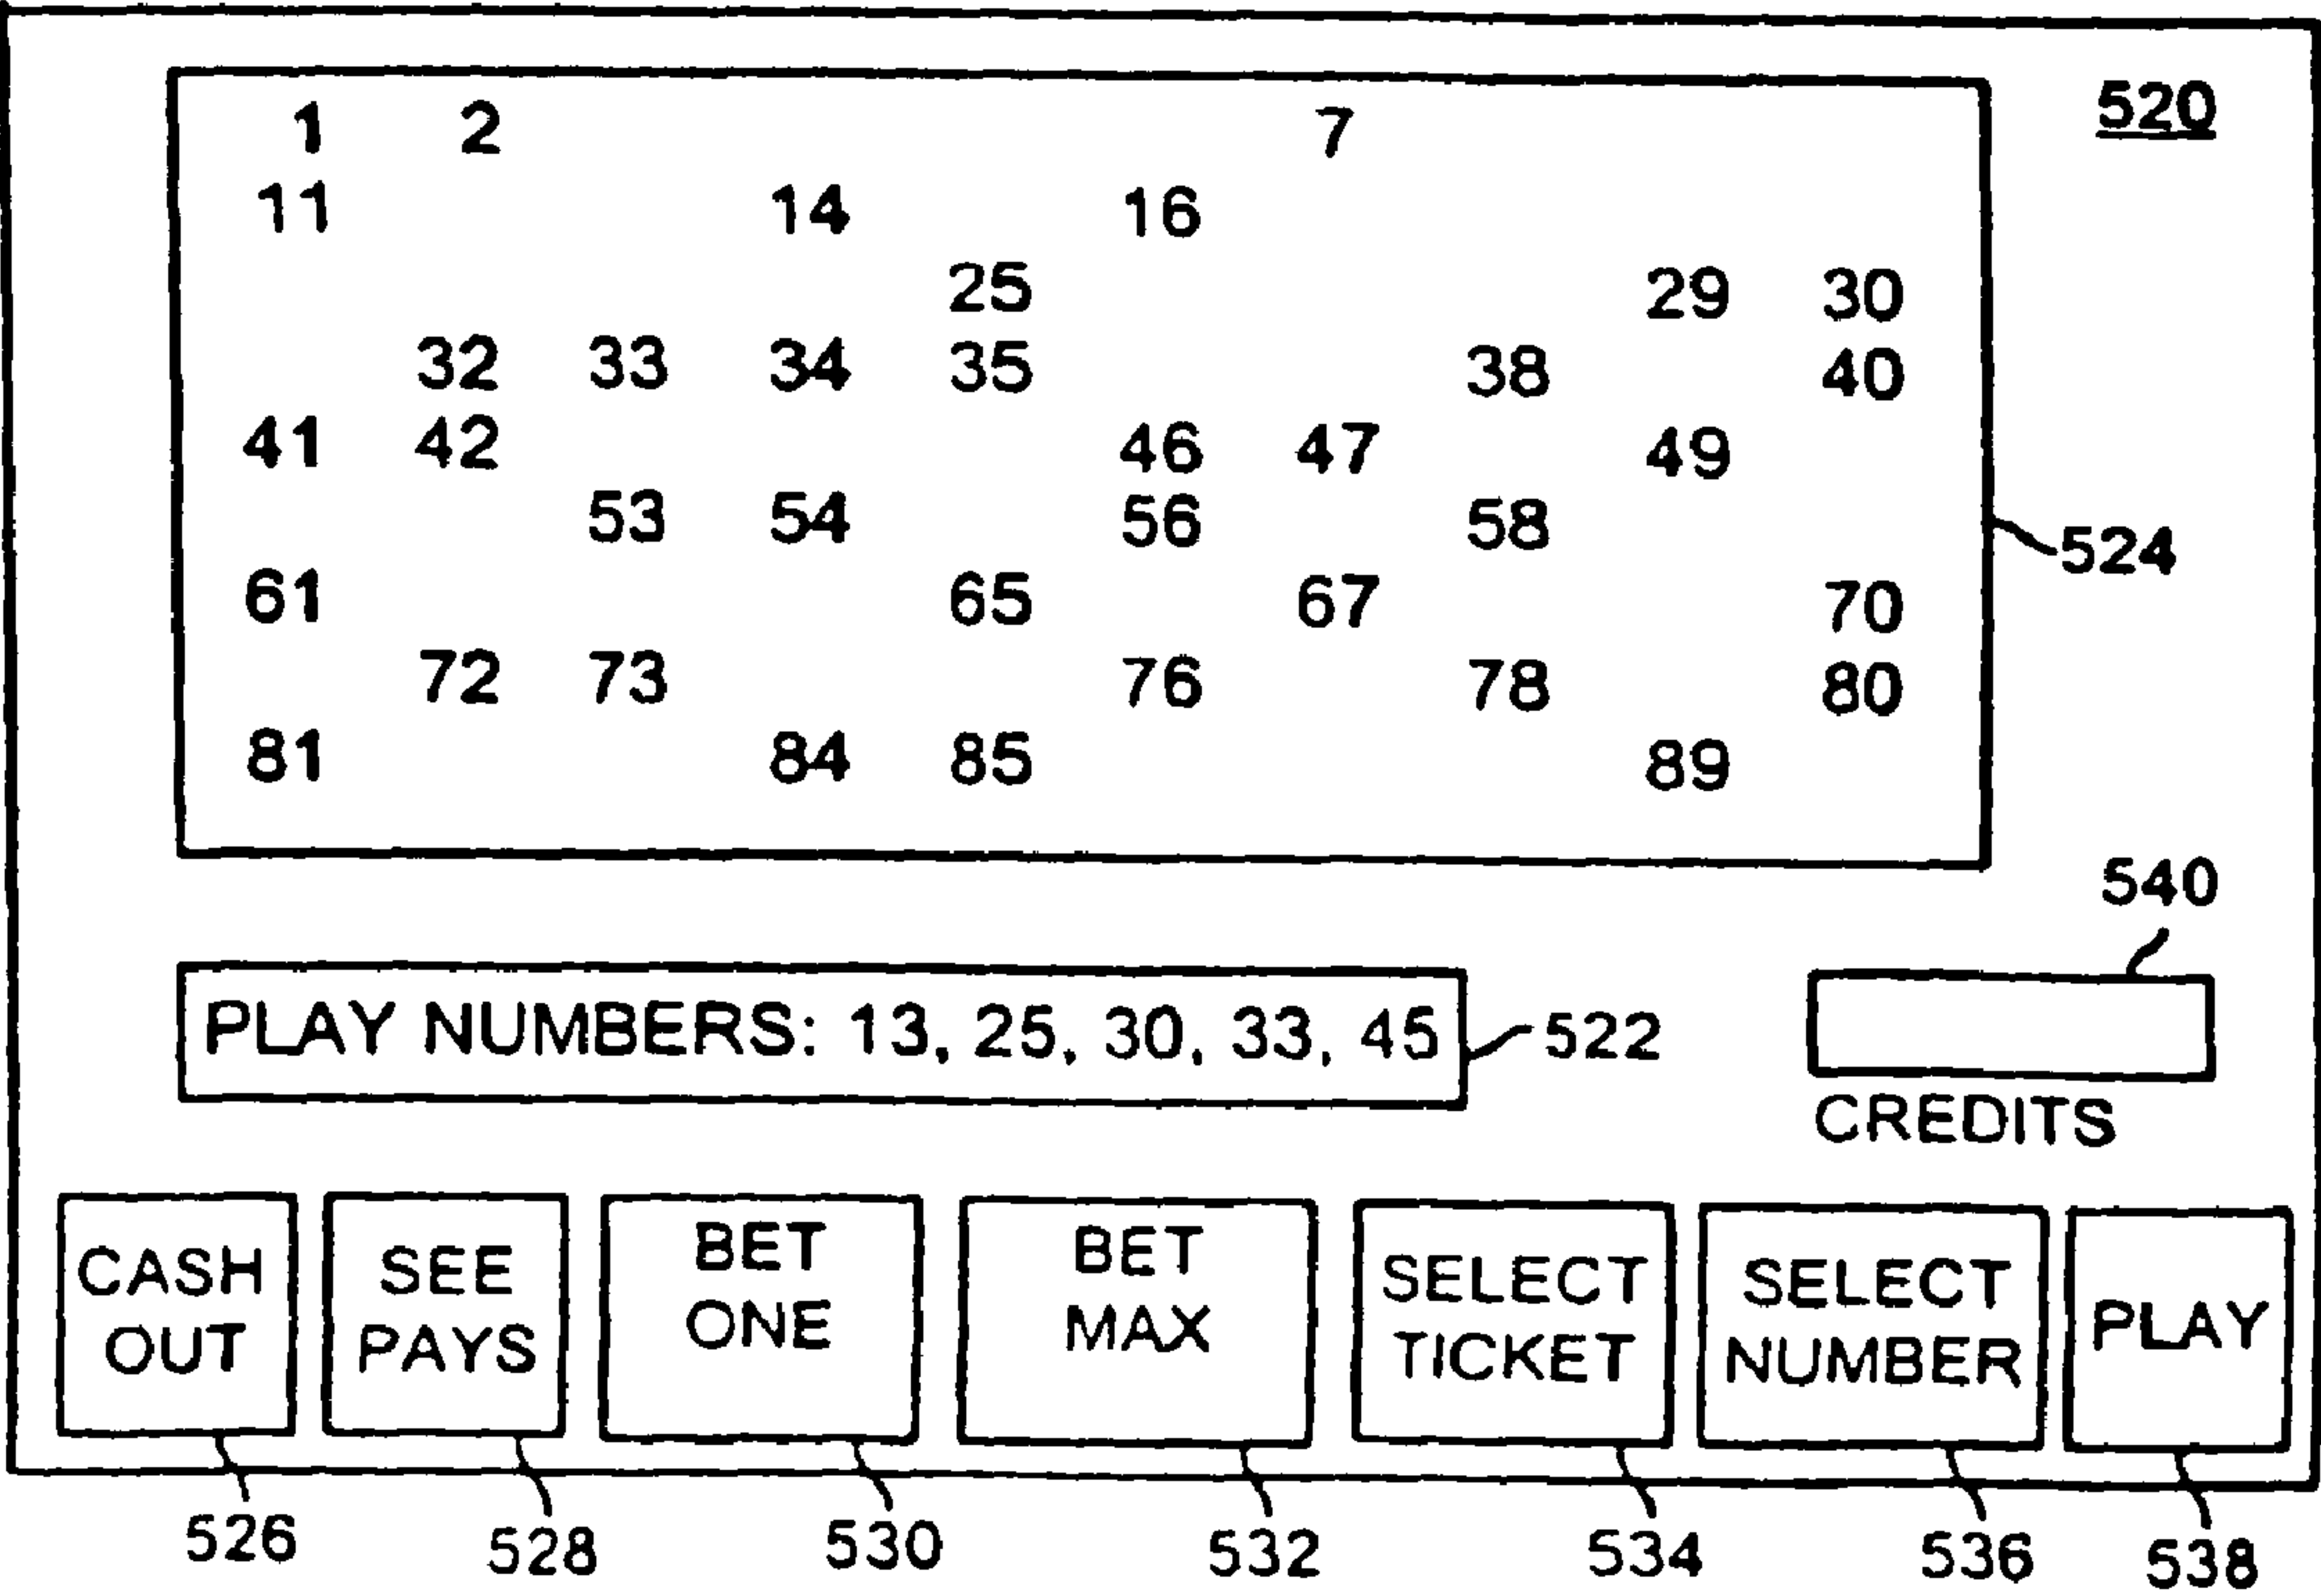 1 2 7 520
11 14 16
25 29 30
32 33 34 35 38 40
41 42 46 47 49
53 54 56 58
524
61 65 67 70
72 73 76 78 80
81 84 85 89
540
PLAY NUMBERS: 13, 25, 30, 33, 45 522
CREDITS
CASH OUT
SEE PAYS
BET ONE
BET MAX
SELECT TICKET
SELECT NUMBER
PLAY
526 528 530 532 534 536 538